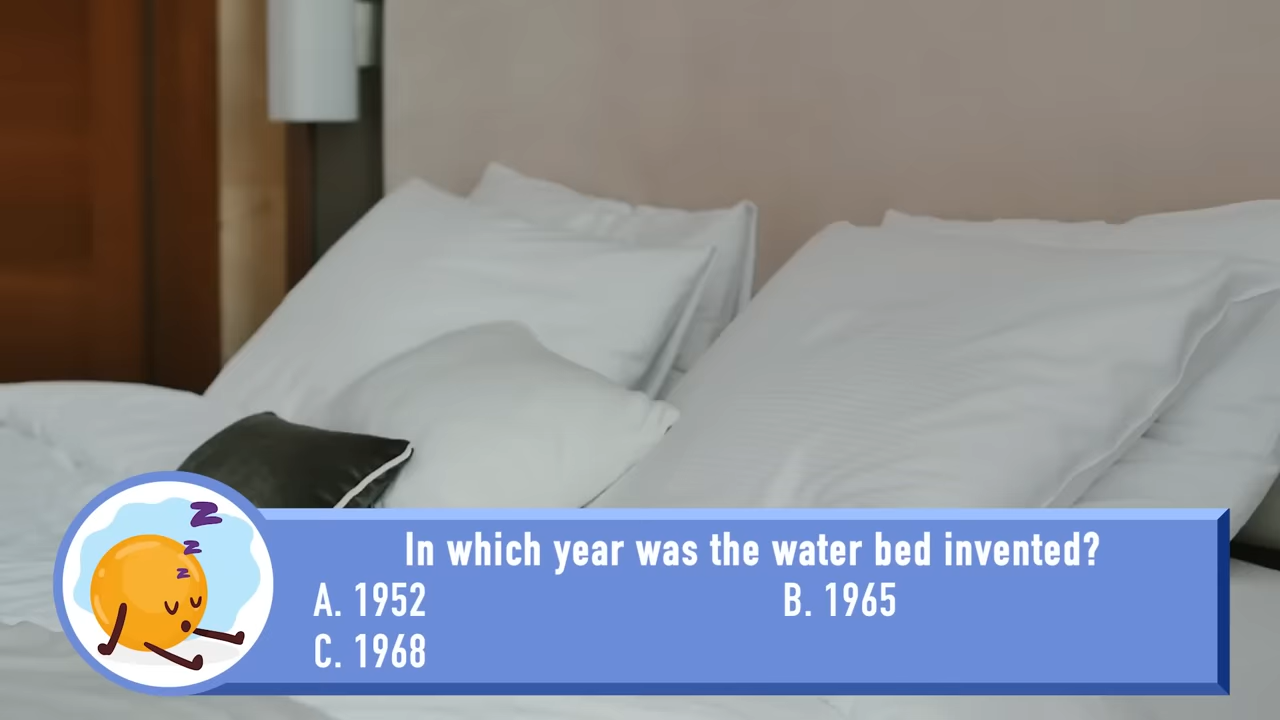 In which year was the water bed invented?
A. 1952 B. 1965
C. 1968